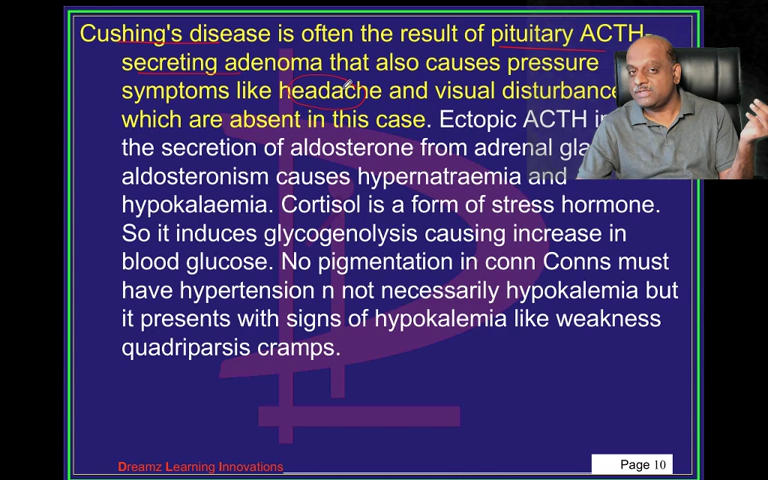 Cushing's disease is often the result of pituitary ACTH-
secreting adenoma that also causes pressure
symptoms like headache and visual disturbance
which are absent in this case. Ectopic ACTH
the secretion of aldosterone from adrenal
aldosteronism causes hypernatraemia and
hypokalaemia. Cortisol is a form of stress hormone.
So it induces glycogenolysis causing increase in
blood glucose. No pigmentation in conn Conns must
have hypertension n not necessarily hypokalemia but
it presents with signs of hypokalemia like weakness
quadriparsis cramps.
Dreamz Learning Innovations
Page 10